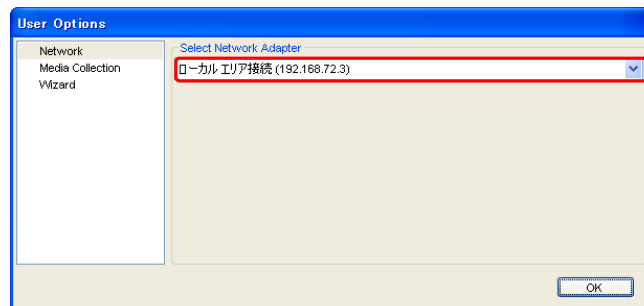 User Options
Network
Media Collection
Wizard
Select Network Adapter
ローカル エリア接続 (192.168.72.3)
OK